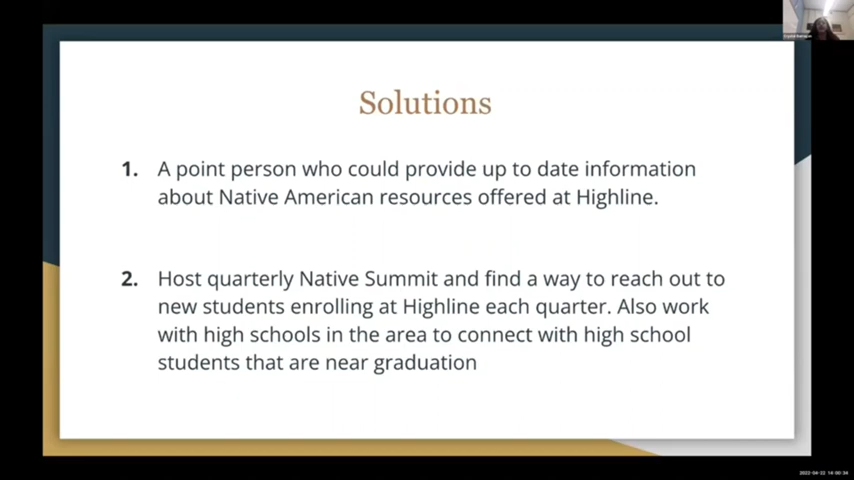 Solutions
1. A point person who could provide up to date information
about Native American resources offered at Highline.
2. Host quarterly Native Summit and find a way to reach out to
new students enrolling at Highline each quarter. Also work
with high schools in the area to connect with high school
students that are near graduation
2022-04-22 14:00:34